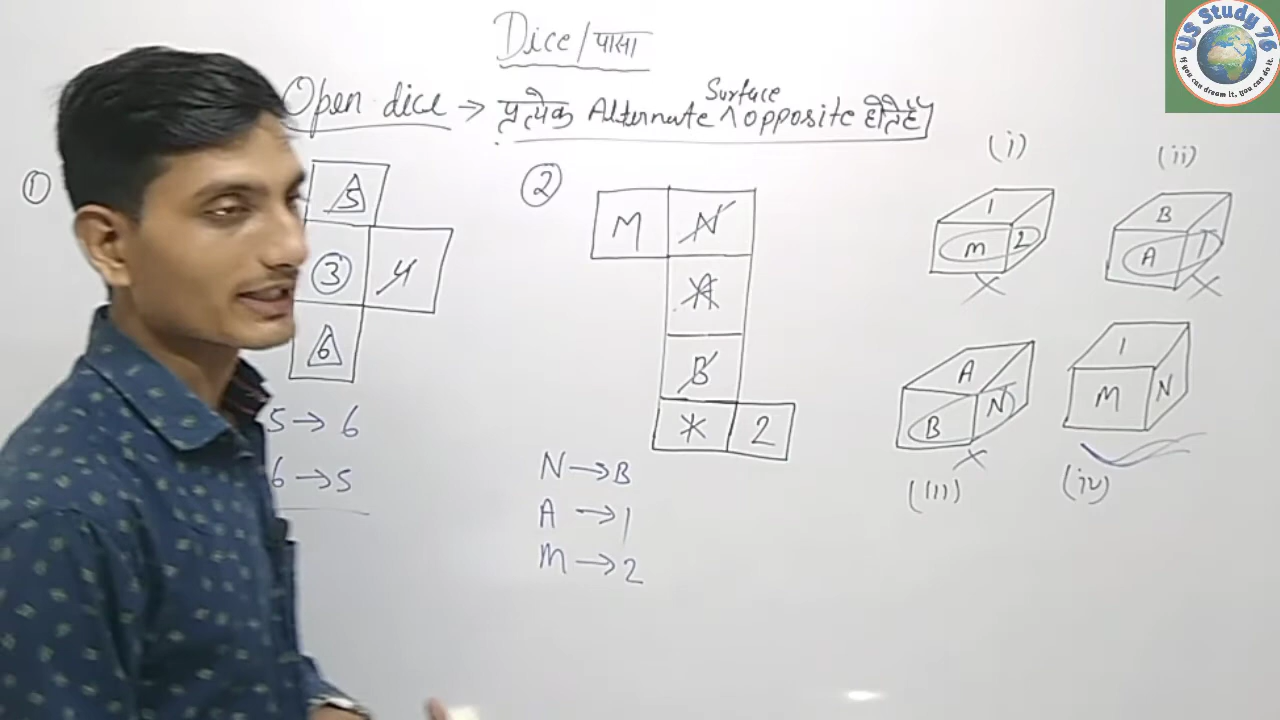 Dice/पासा
Open dice → प्रत्येक Alternate ^ opposite होते हैं
Surface
US Study 76
If you can dream it, you can do it.
①
5
3
4
6
5 → 6
6 → 5
②
M N
A
B
2
N → B
A → 1
M → 2
(i)
1
M 2
×
(ii)
B
A 1
×
A
B N
×
(iii)
1
M N
(iv)